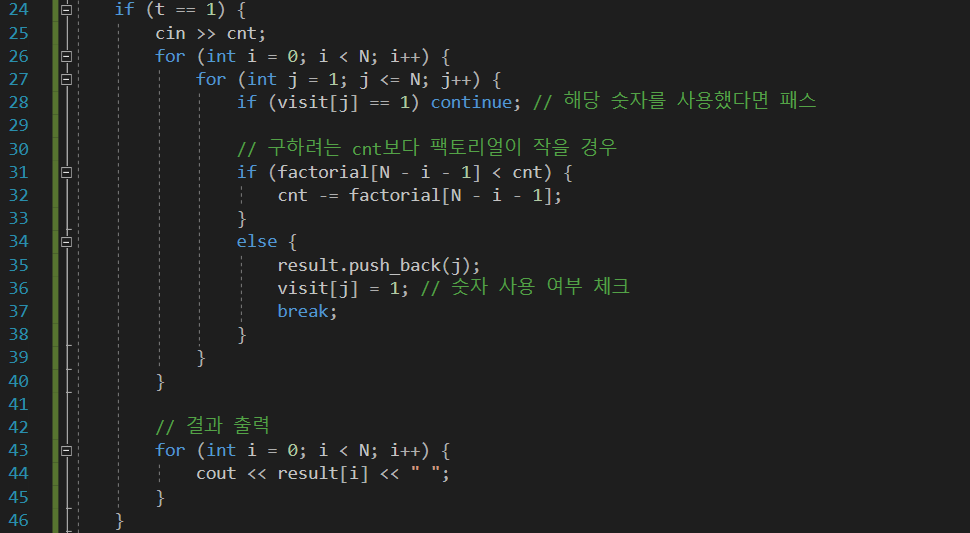 24 if (t == 1) {
25 cin >> cnt;
26 for (int i = 0; i < N; i++) {
27 for (int j = 1; j <= N; j++) {
28 if (visit[j] == 1) continue; // 해당 숫자를 사용했다면 패스
29
30 // 구하려는 cnt보다 팩토리얼이 작을 경우
31 if (factorial[N - i - 1] < cnt) {
32 cnt -= factorial[N - i - 1];
33 }
34 else {
35 result.push_back(j);
36 visit[j] = 1; // 숫자 사용 여부 체크
37 break;
38 }
39 }
40 }
41
42 // 결과 출력
43 for (int i = 0; i < N; i++) {
44 cout << result[i] << " ";
45 }
46 }